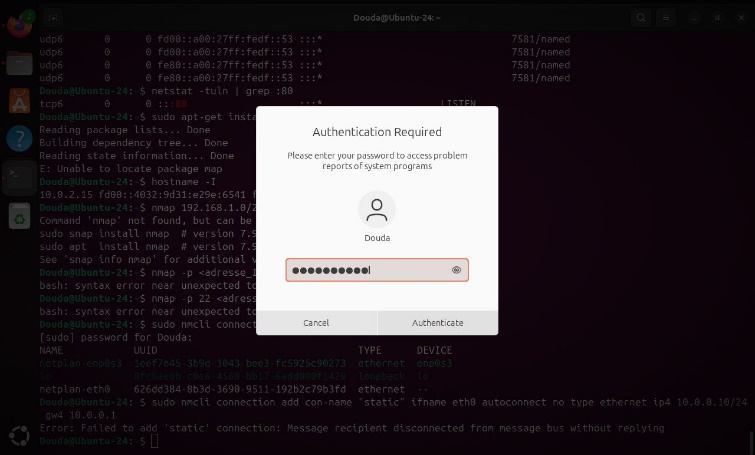 Douda@Ubuntu-24: ~
udp6 0 0 fd00::a00:27ff:fedf::53 :::* 7581/named
udp6 0 0 fd00::a00:27ff:fedf::53 :::* 7581/named
udp6 0 0 fe80::a00:27ff:fedf::53 :::* 7581/named
udp6 0 0 fe80::a00:27ff:fedf::53 :::* 7581/named
Douda@Ubuntu-24:~$ netstat -tuln | grep :80
tcp6 0 0 :::80 :::* LISTEN
Douda@Ubuntu-24:~$ sudo apt-get insta
Reading package lists... Done
Building dependency tree... Done
Reading state information... Done
E: Unable to locate package map
Douda@Ubuntu-24:~$ hostname -I
10.0.2.15 fd00::4032:9d31:e29e:6541 f
Douda@Ubuntu-24:~$ nmap 192.168.1.0/2
Command 'nmap' not found, but can be
sudo snap install nmap # version 7.9
sudo apt install nmap # version 7.9
See 'snap info nmap' for additional v
Douda@Ubuntu-24:~$ nmap -p <adresse_I
bash: syntax error near unexpected to
Douda@Ubuntu-24:~$ nmap -p 22 <adress
bash: syntax error near unexpected to
Douda@Ubuntu-24:~$ sudo nmcli connect
[sudo] password for Douda:
NAME UUID TYPE DEVICE
netplan-enp0s3 ethernet enp0s3
lo loopback lo
netplan-eth0 626dd384-8b3d-3690-9511-192b2c79b3fd ethernet --
Douda@Ubuntu-24:~$ sudo nmcli connection add con-name "static" ifname eth0 autoconnect no type ethernet ip4 10.0.0.10/24
gw4 10.0.0.1
Error: Failed to add 'static' connection: Message recipient disconnected from message bus without replying
Douda@Ubuntu-24:~$
Authentication Required
Please enter your password to access problem
reports of system programs
Douda
Cancel Authenticate